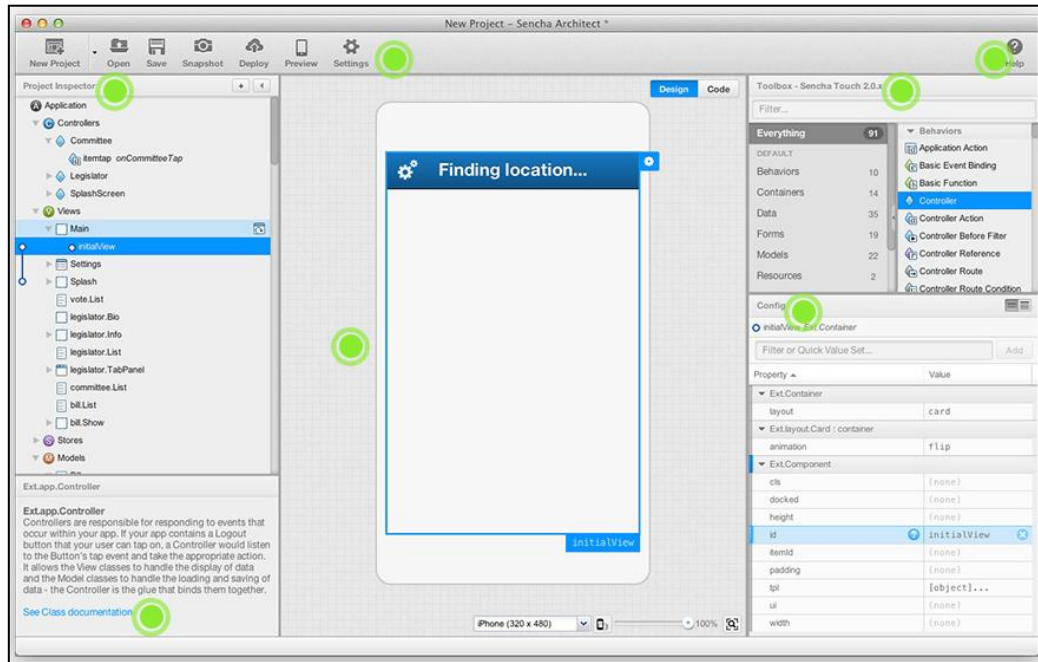 New Project – Sencha Architect *
New Project
Open
Save
Snapshot
Deploy
Preview
Settings
Help
Project Inspector
Application
Controllers
Committee
itemtap onCommitteeTap
Legislator
SplashScreen
Views
Main
initialView
Settings
Splash
vote.List
legislator.Bio
legislator.Info
legislator.List
legislator.TabPanel
committee.List
bill.List
bill.Show
Stores
Models
Ext.app.Controller
Ext.app.Controller
Controllers are responsible for responding to events that
occur within your app. If your app contains a Logout
button that your user can tap on, a Controller would listen
to the Button's tap event and take the appropriate action.
It allows the View classes to handle the display of data
and the Model classes to handle the loading and saving of
data - the Controller is the glue that binds them together.
See Class documentation
Design Code
Finding location...
initialView
iPhone (320 x 480)
100%
Toolbox - Sencha Touch 2.0.x
Filter...
Everything 91
DEFAULT
Behaviors 10
Containers 14
Data 35
Forms 19
Models 22
Resources 2
Behaviors
Application Action
Basic Event Binding
Basic Function
Controller
Controller Action
Controller Before Filter
Controller Reference
Controller Route
Controller Route Condition
Config
initialView Ext.Container
Filter or Quick Value Set... Add
Property Value
Ext.Container
layout card
Ext.layout.Card : container
animation flip
Ext.Component
cls (none)
docked (none)
height (none)
id initialView
itemId (none)
padding (none)
tpl [object]...
ui (none)
width (none)